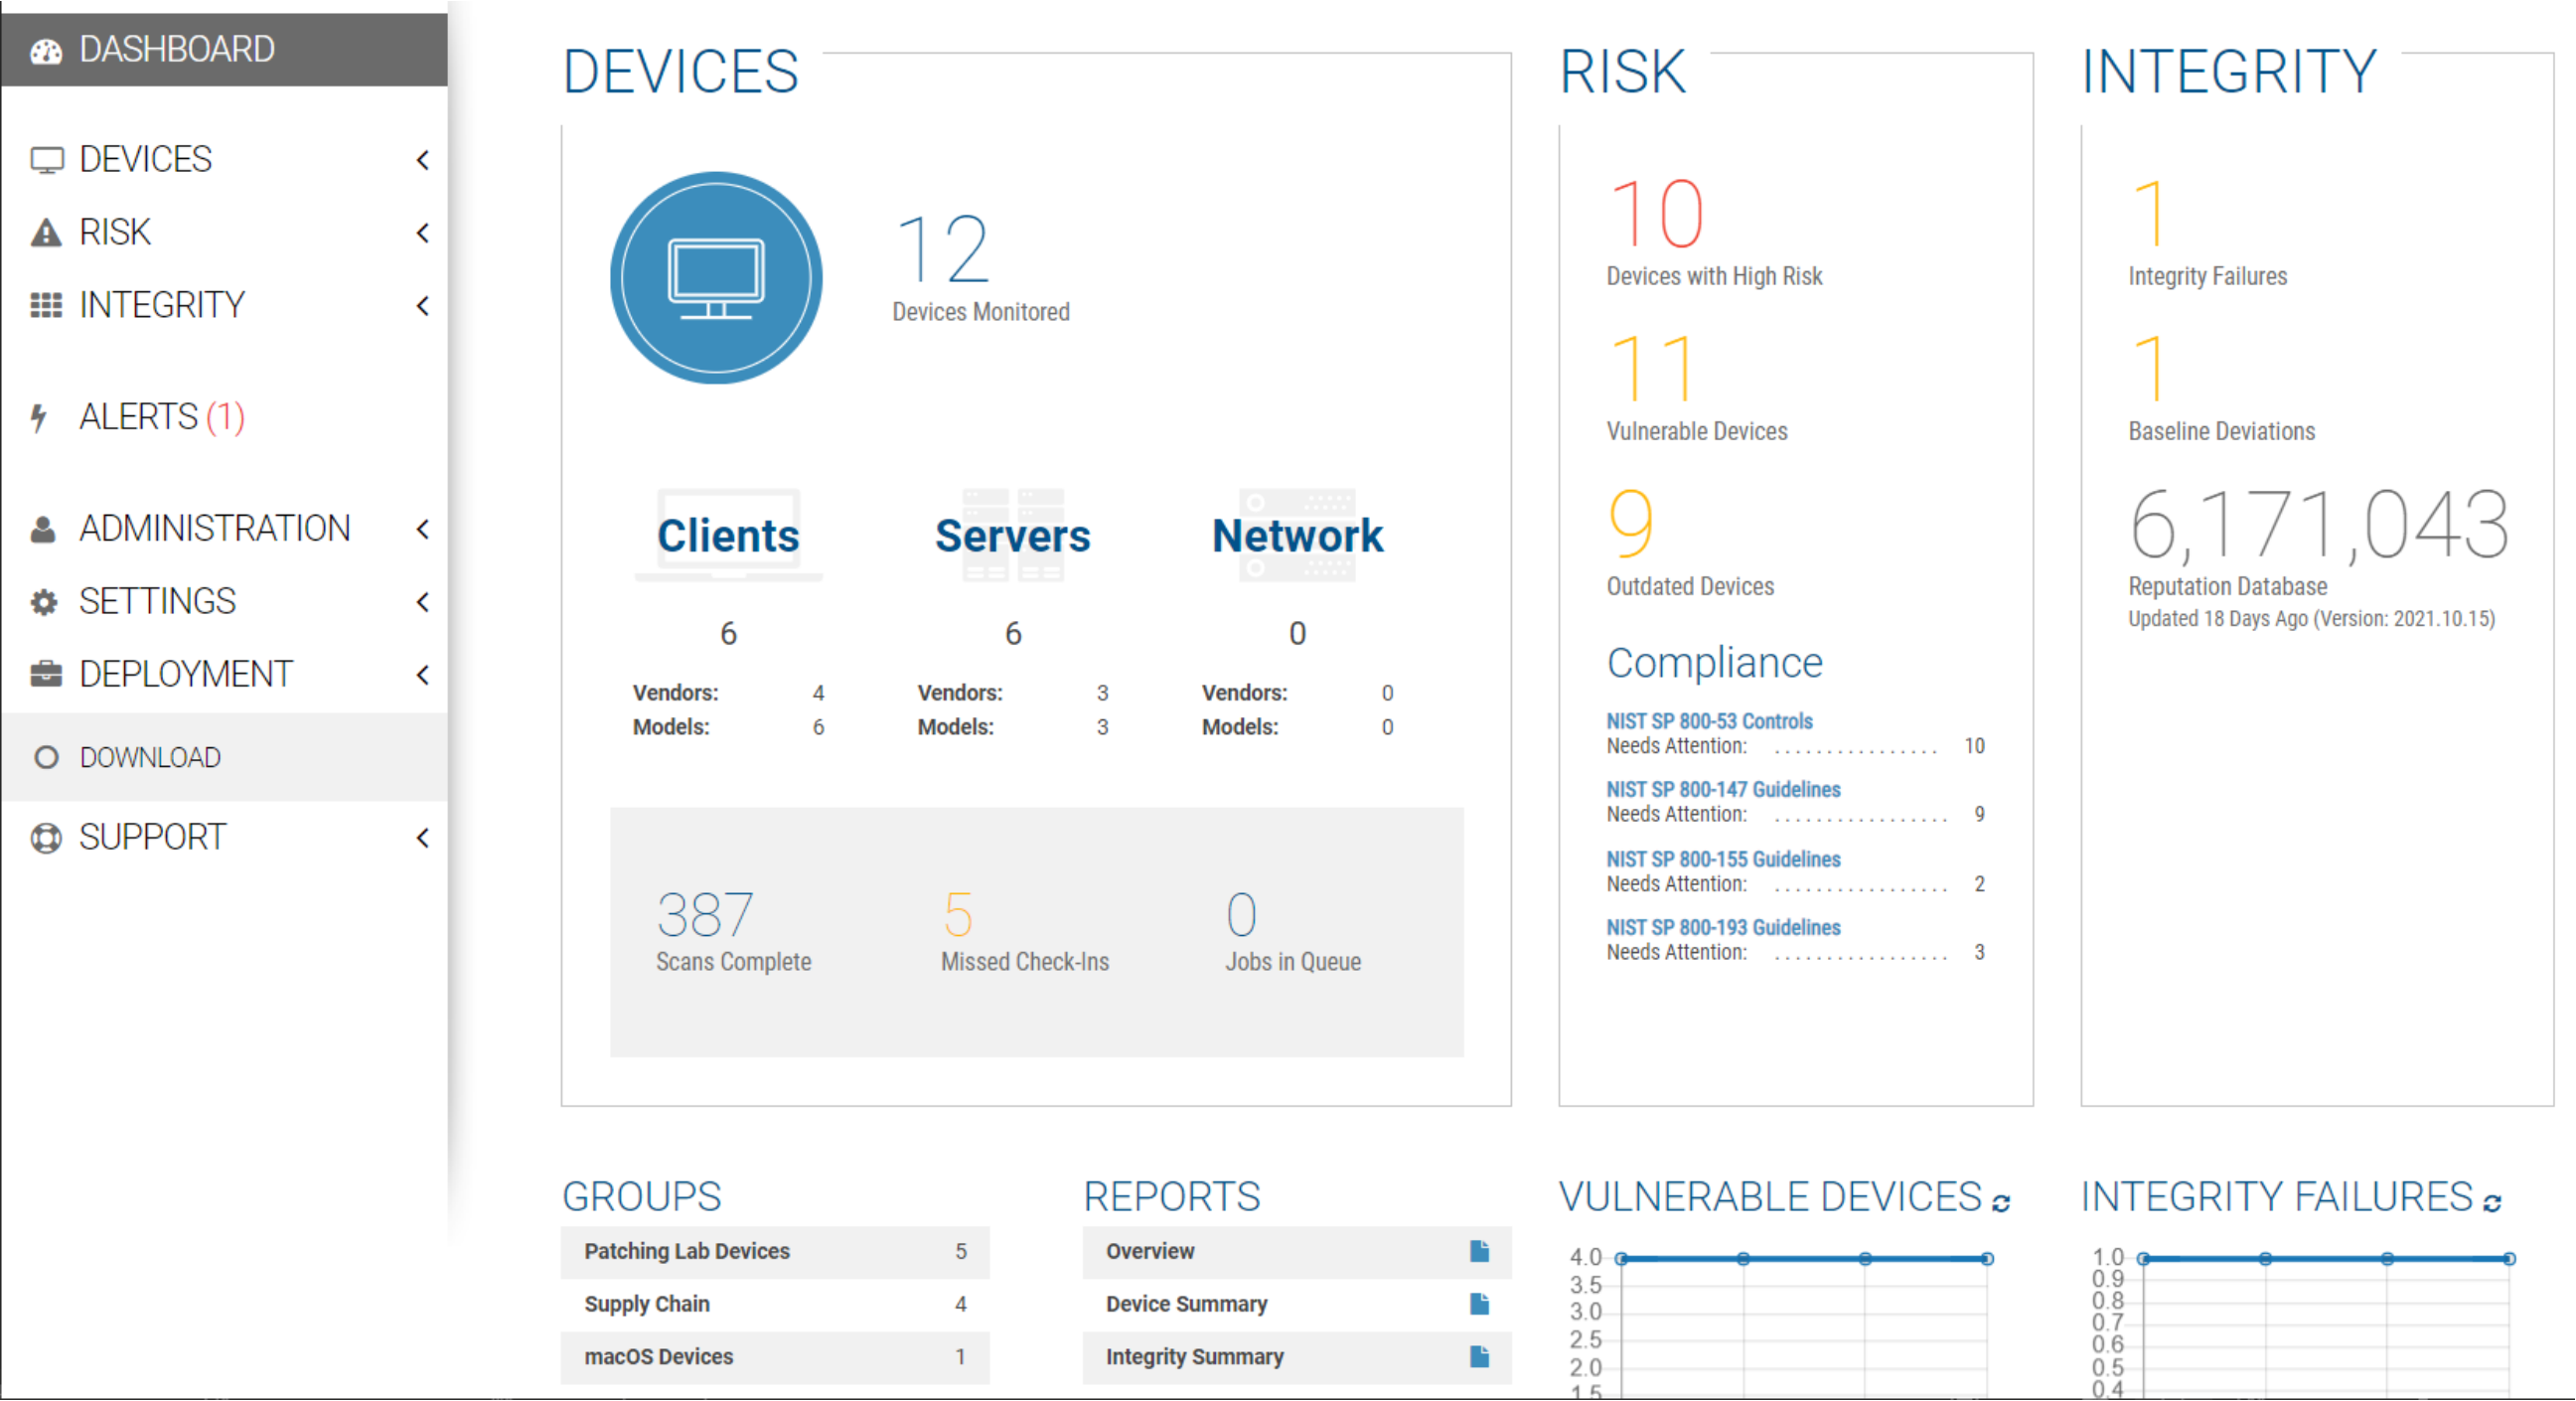 DASHBOARD
DEVICES
RISK
INTEGRITY
ALERTS (1)
ADMINISTRATION
SETTINGS
DEPLOYMENT
DOWNLOAD
SUPPORT
DEVICES
12
Devices Monitored
Clients Servers Network
6 6 0
Vendors: 4 Vendors: 3 Vendors: 0
Models: 6 Models: 3 Models: 0
387 5 0
Scans Complete Missed Check-Ins Jobs in Queue
RISK
10
Devices with High Risk
11
Vulnerable Devices
9
Outdated Devices
Compliance
NIST SP 800-53 Controls
Needs Attention: ................ 10
NIST SP 800-147 Guidelines
Needs Attention: ................. 9
NIST SP 800-155 Guidelines
Needs Attention: ................. 2
NIST SP 800-193 Guidelines
Needs Attention: ................. 3
INTEGRITY
1
Integrity Failures
1
Baseline Deviations
6,171,043
Reputation Database
Updated 18 Days Ago (Version: 2021.10.15)
GROUPS
Patching Lab Devices 5
Supply Chain 4
macOS Devices 1
REPORTS
Overview
Device Summary
Integrity Summary
VULNERABLE DEVICES
4.0
3.5
3.0
2.5
2.0
1.5
INTEGRITY FAILURES
1.0
0.9
0.8
0.7
0.6
0.5
0.4